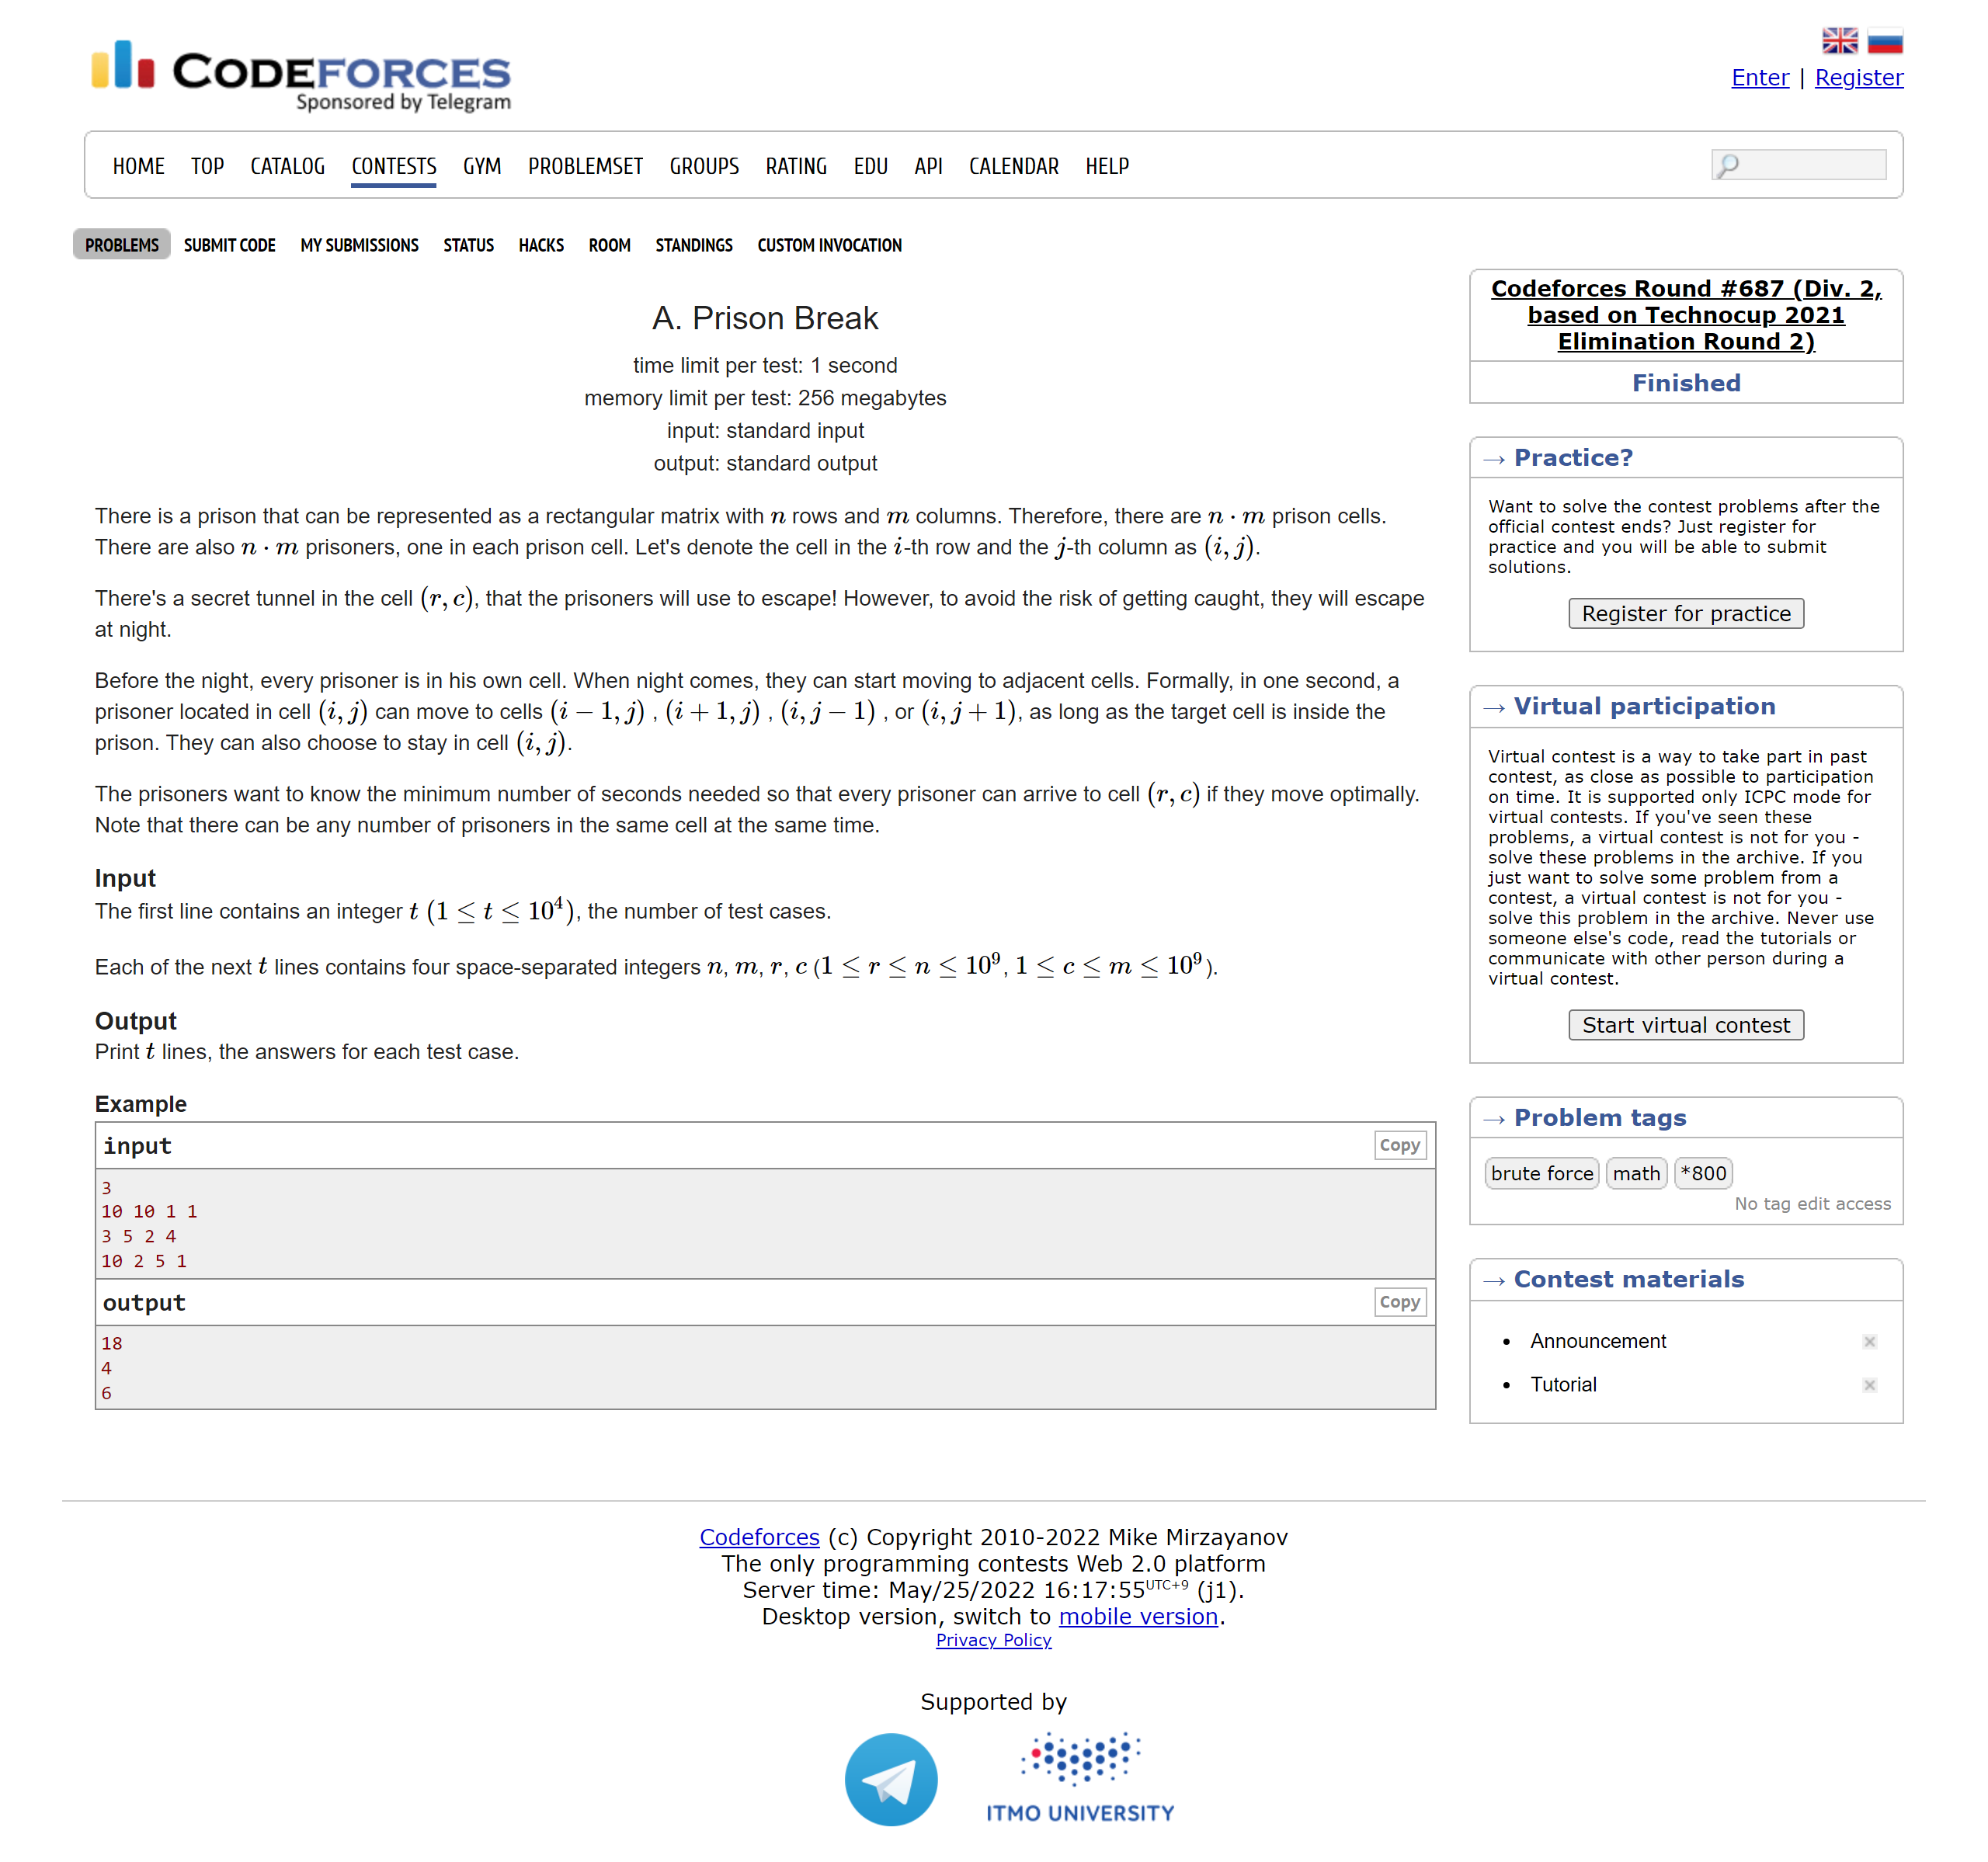 CODEFORCES
Sponsored by Telegram
Enter | Register
HOME TOP CATALOG CONTESTS GYM PROBLEMSET GROUPS RATING EDU API CALENDAR HELP
PROBLEMS SUBMIT CODE MY SUBMISSIONS STATUS HACKS ROOM STANDINGS CUSTOM INVOCATION
A. Prison Break
time limit per test: 1 second
memory limit per test: 256 megabytes
input: standard input
output: standard output
There is a prison that can be represented as a rectangular matrix with n rows and m columns. Therefore, there are n · m prison cells.
There are also n · m prisoners, one in each prison cell. Let's denote the cell in the i-th row and the j-th column as (i, j).
There's a secret tunnel in the cell (r, c), that the prisoners will use to escape! However, to avoid the risk of getting caught, they will escape
at night.
Before the night, every prisoner is in his own cell. When night comes, they can start moving to adjacent cells. Formally, in one second, a
prisoner located in cell (i, j) can move to cells (i − 1, j) , (i + 1, j) , (i, j − 1) , or (i, j + 1), as long as the target cell is inside the
prison. They can also choose to stay in cell (i, j).
The prisoners want to know the minimum number of seconds needed so that every prisoner can arrive to cell (r, c) if they move optimally.
Note that there can be any number of prisoners in the same cell at the same time.
Input
The first line contains an integer t (1 ≤ t ≤ 10⁴), the number of test cases.
Each of the next t lines contains four space-separated integers n, m, r, c (1 ≤ r ≤ n ≤ 10⁹, 1 ≤ c ≤ m ≤ 10⁹).
Output
Print t lines, the answers for each test case.
Example
input
Copy
3
10 10 1 1
3 5 2 4
10 2 5 1
output
Copy
18
4
6
Codeforces Round #687 (Div. 2,
based on Technocup 2021
Elimination Round 2)
Finished
→ Practice?
Want to solve the contest problems after the
official contest ends? Just register for
practice and you will be able to submit
solutions.
Register for practice
→ Virtual participation
Virtual contest is a way to take part in past
contest, as close as possible to participation
on time. It is supported only ICPC mode for
virtual contests. If you've seen these
problems, a virtual contest is not for you -
solve these problems in the archive. If you
just want to solve some problem from a
contest, a virtual contest is not for you -
solve this problem in the archive. Never use
someone else's code, read the tutorials or
communicate with other person during a
virtual contest.
Start virtual contest
→ Problem tags
brute force math *800
No tag edit access
→ Contest materials
• Announcement
• Tutorial
Codeforces (c) Copyright 2010-2022 Mike Mirzayanov
The only programming contests Web 2.0 platform
Server time: May/25/2022 16:17:55UTC+9 (j1).
Desktop version, switch to mobile version.
Privacy Policy
Supported by
ITMO UNIVERSITY